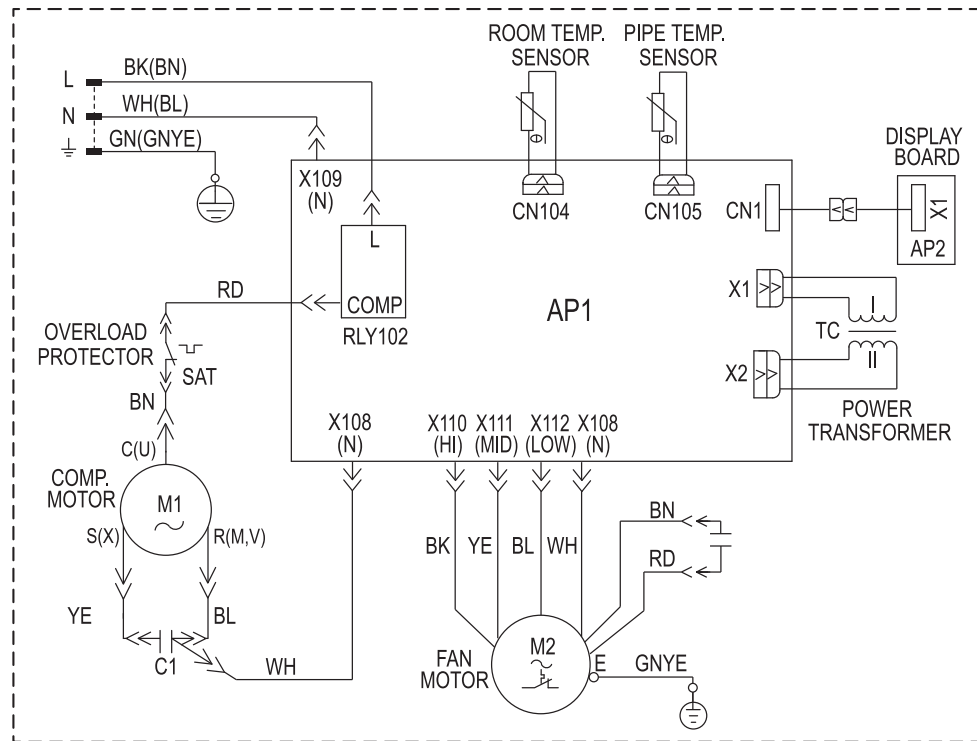 ROOM TEMP.
SENSOR
PIPE TEMP.
SENSOR
L
BK(BN)
N
WH(BL)
GN(GNYE)
DISPLAY
BOARD
X109
(N)
CN104
CN105
CN1
X1
AP2
L
COMP
RLY102
AP1
RD
X1
I
TC
II
X2
POWER
TRANSFORMER
OVERLOAD
PROTECTOR
SAT
BN
C(U)
COMP.
MOTOR
M1
S(X)
R(M,V)
YE
BL
C1
WH
X108
(N)
X110
(HI)
X111
(MID)
X112
(LOW)
X108
(N)
BK
YE
BL
WH
BN
RD
M2
FAN
MOTOR
E
GNYE